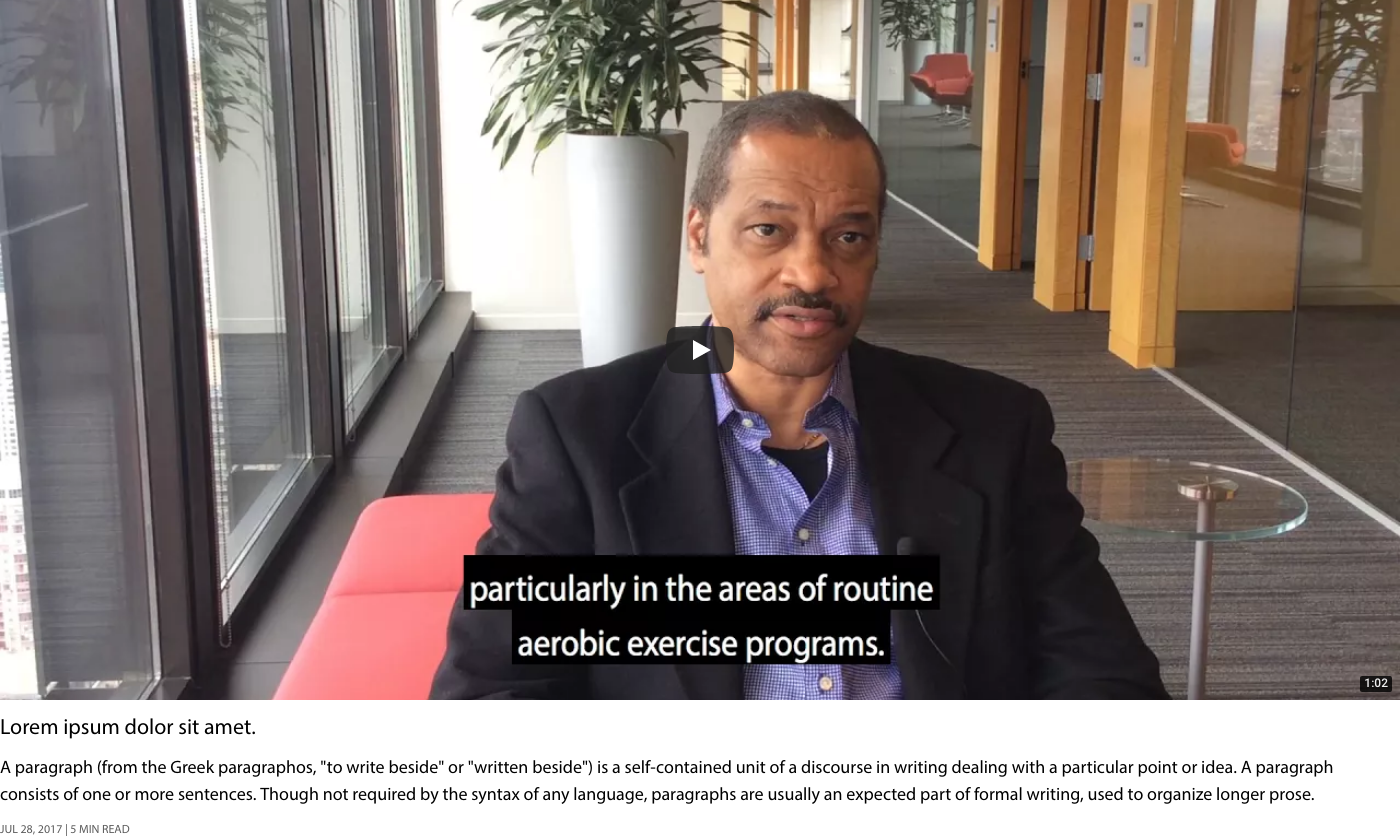 particularly in the areas of routine
aerobic exercise programs.
1:02
Lorem ipsum dolor sit amet.
A paragraph (from the Greek paragraphos, "to write beside" or "written beside") is a self-contained unit of a discourse in writing dealing with a particular point or idea. A paragraph
consists of one or more sentences. Though not required by the syntax of any language, paragraphs are usually an expected part of formal writing, used to organize longer prose.
JUL 28, 2017 | 5 MIN READ